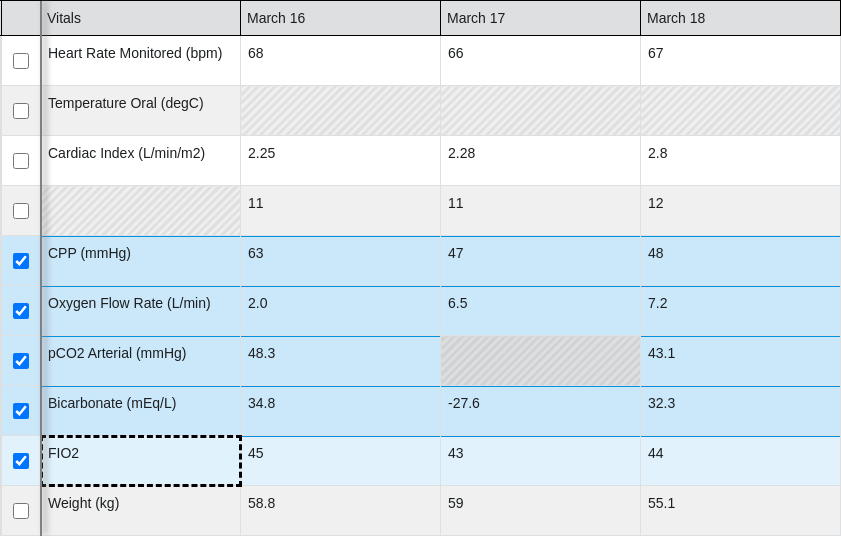 Vitals March 16 March 17 March 18
Heart Rate Monitored (bpm) 68 66 67
Temperature Oral (degC)
Cardiac Index (L/min/m2) 2.25 2.28 2.8
11 11 12
CPP (mmHg) 63 47 48
Oxygen Flow Rate (L/min) 2.0 6.5 7.2
pCO2 Arterial (mmHg) 48.3 43.1
Bicarbonate (mEq/L) 34.8 -27.6 32.3
FIO2 45 43 44
Weight (kg) 58.8 59 55.1